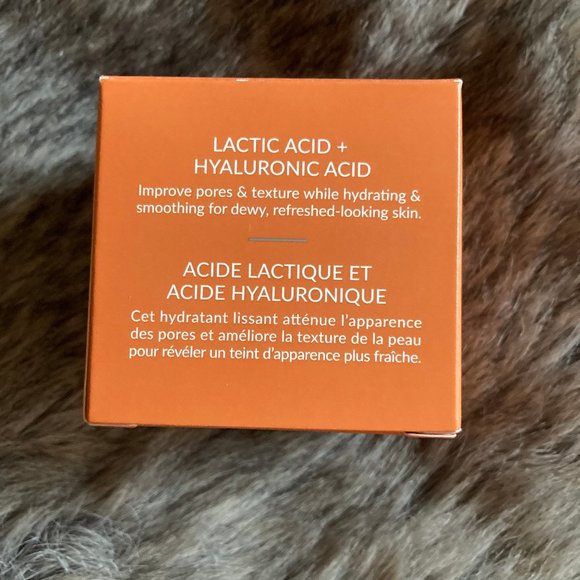 LACTIC ACID +
HYALURONIC ACID
Improve pores & texture while hydrating &
smoothing for dewy, refreshed-looking skin.
ACIDE LACTIQUE ET
ACIDE HYALURONIQUE
Cet hydratant lissant atténue l'apparence
des pores et améliore la texture de la peau
pour révéler un teint d'apparence plus fraîche.